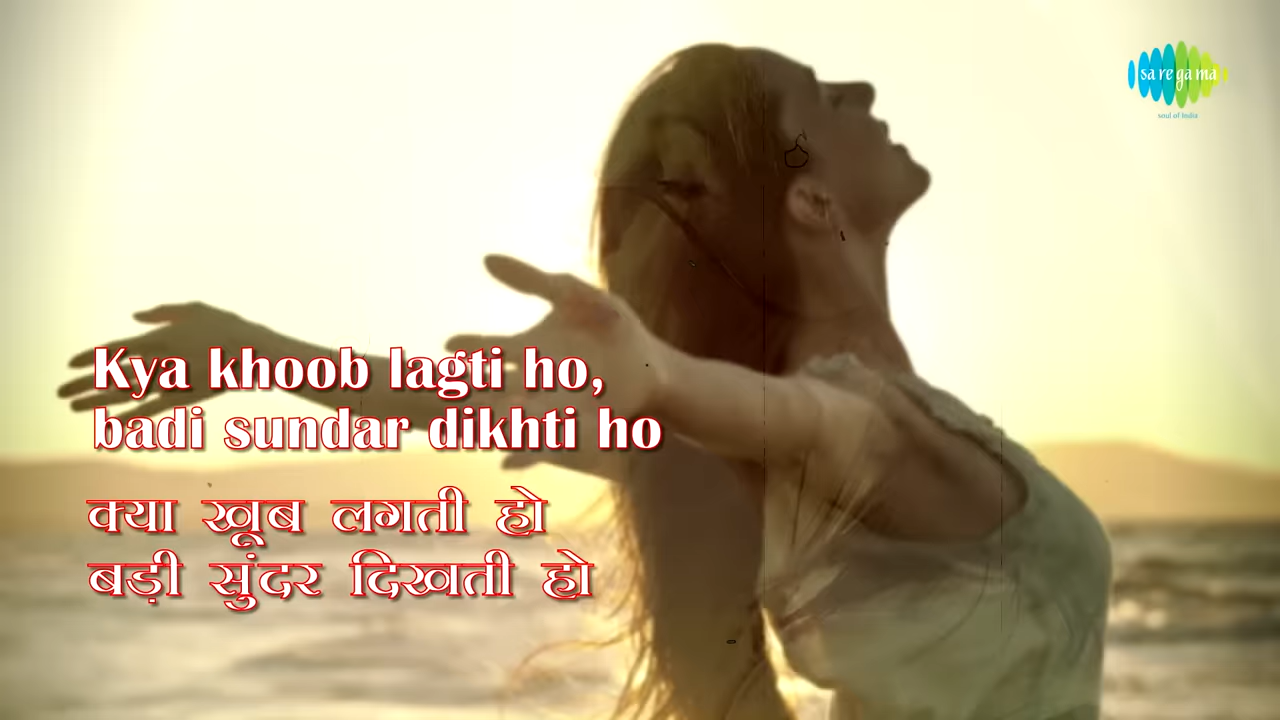 sa re ga ma
soul of India
Kya khoob lagti ho,
badi sundar dikhti ho
क्या खूब लगती हो
बड़ी सुंदर दिखती हो